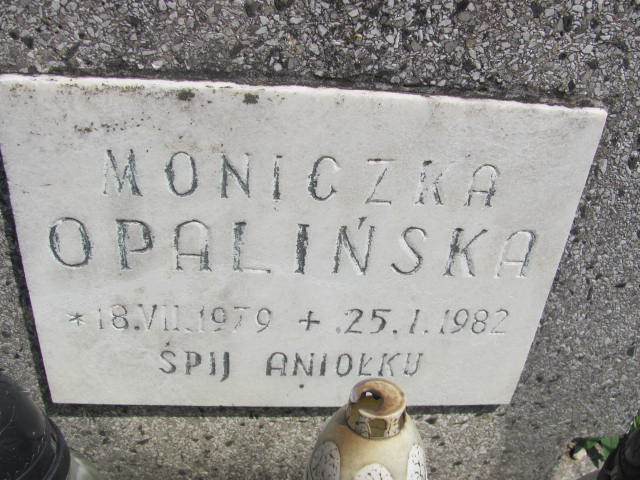 MONICZKA
OPALIŃSKA
*18.VII.1979 + 25.I.1982
ŚPIJ ANIOŁKU